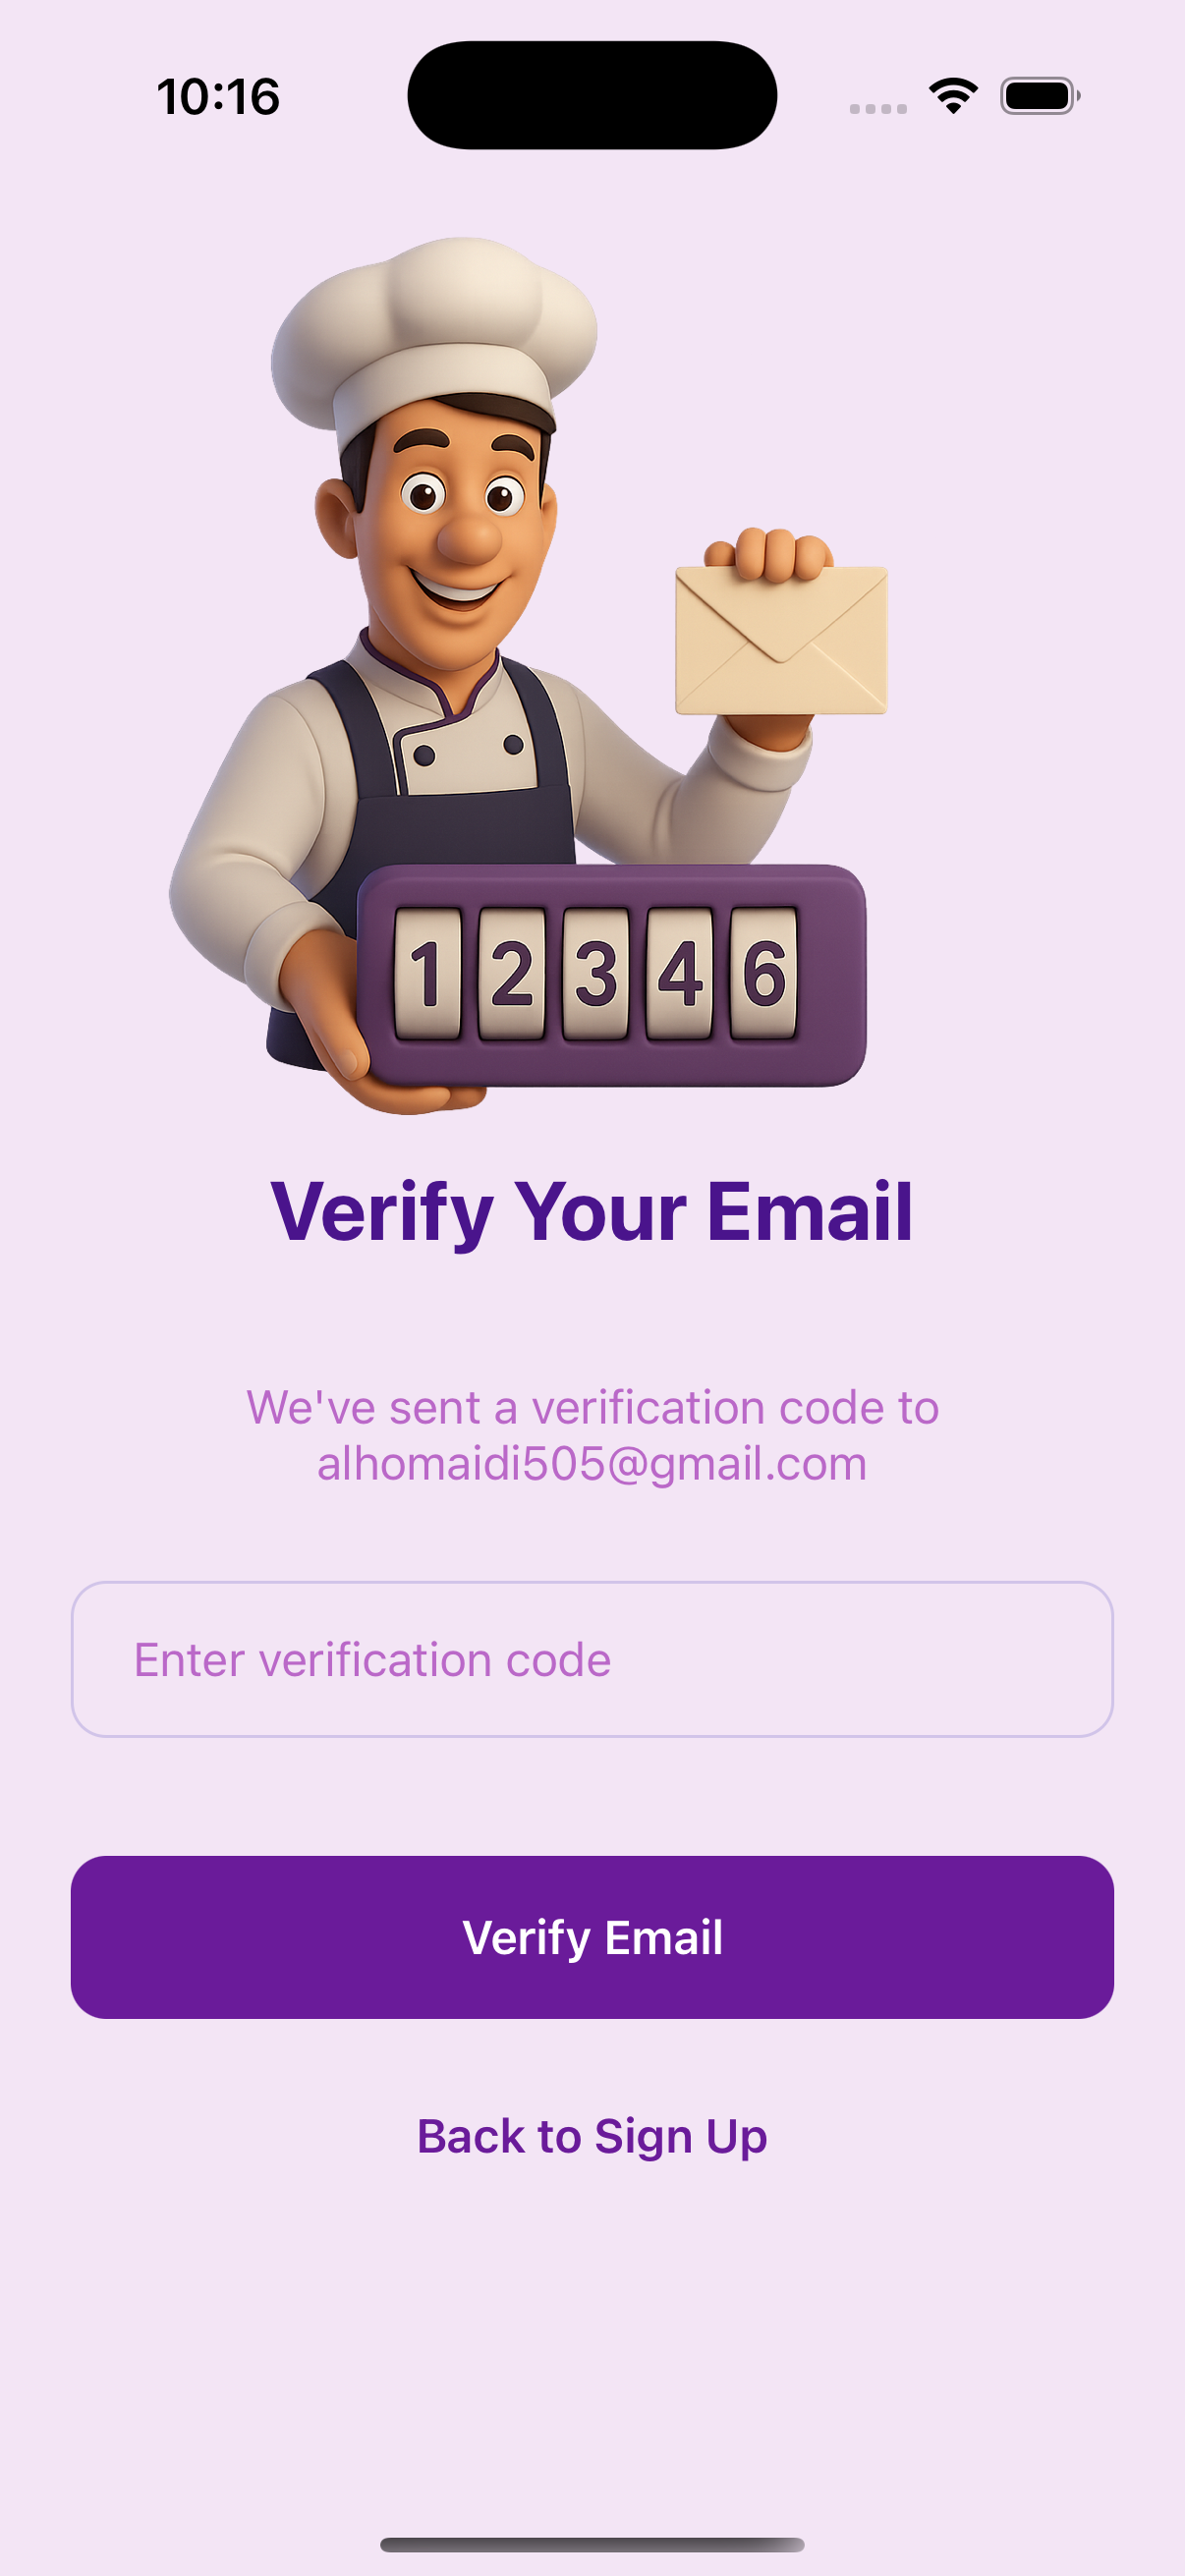 10:16
1 2 3 4 6
Verify Your Email
We've sent a verification code to
alhomaidi505@gmail.com
Enter verification code
Verify Email
Back to Sign Up